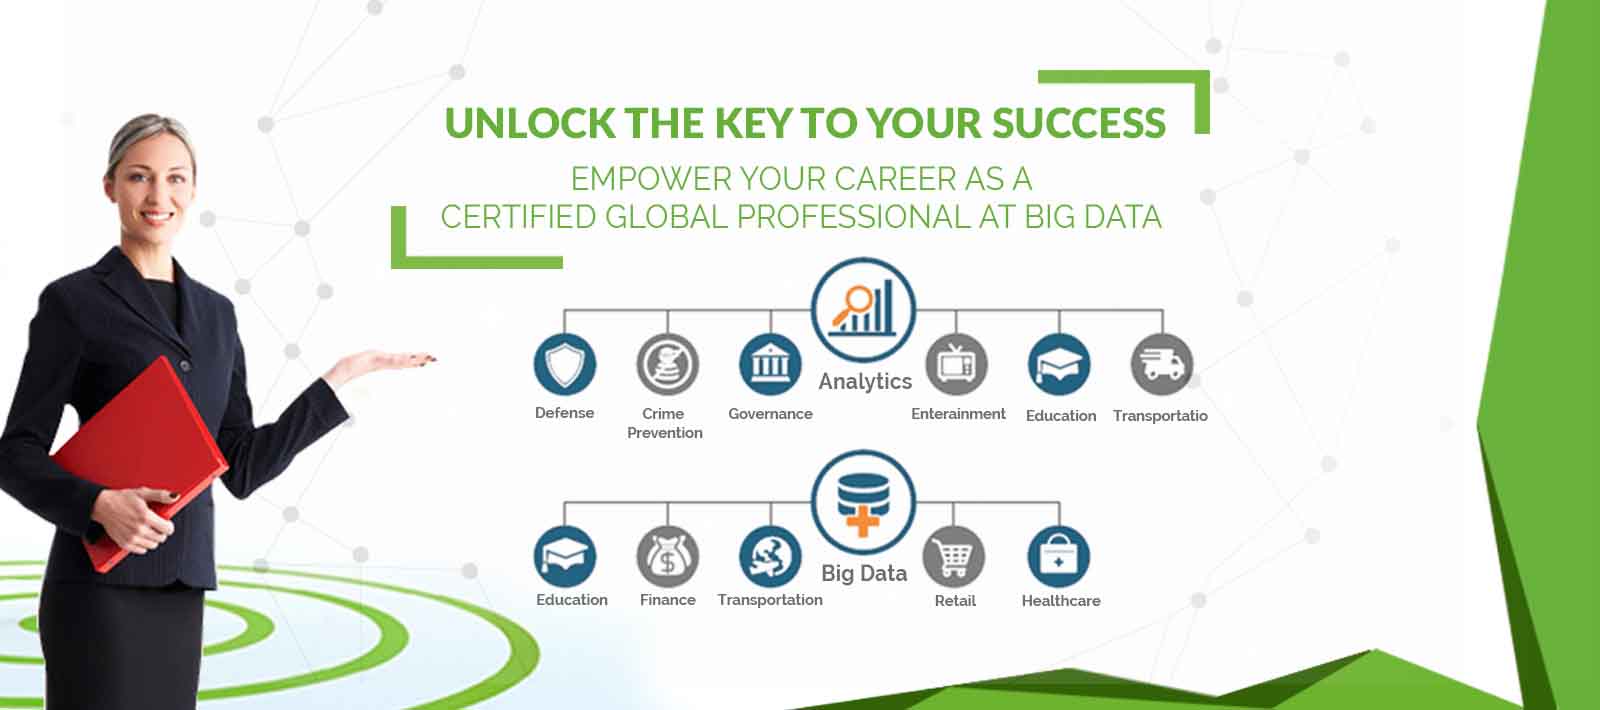 UNLOCK THE KEY TO YOUR SUCCESS
EMPOWER YOUR CAREER AS A
CERTIFIED GLOBAL PROFESSIONAL AT BIG DATA
Analytics
Defense
Crime
Prevention
Governance
Enterainment
Education
Transportatio
Big Data
Education
Finance
Transportation
Retail
Healthcare